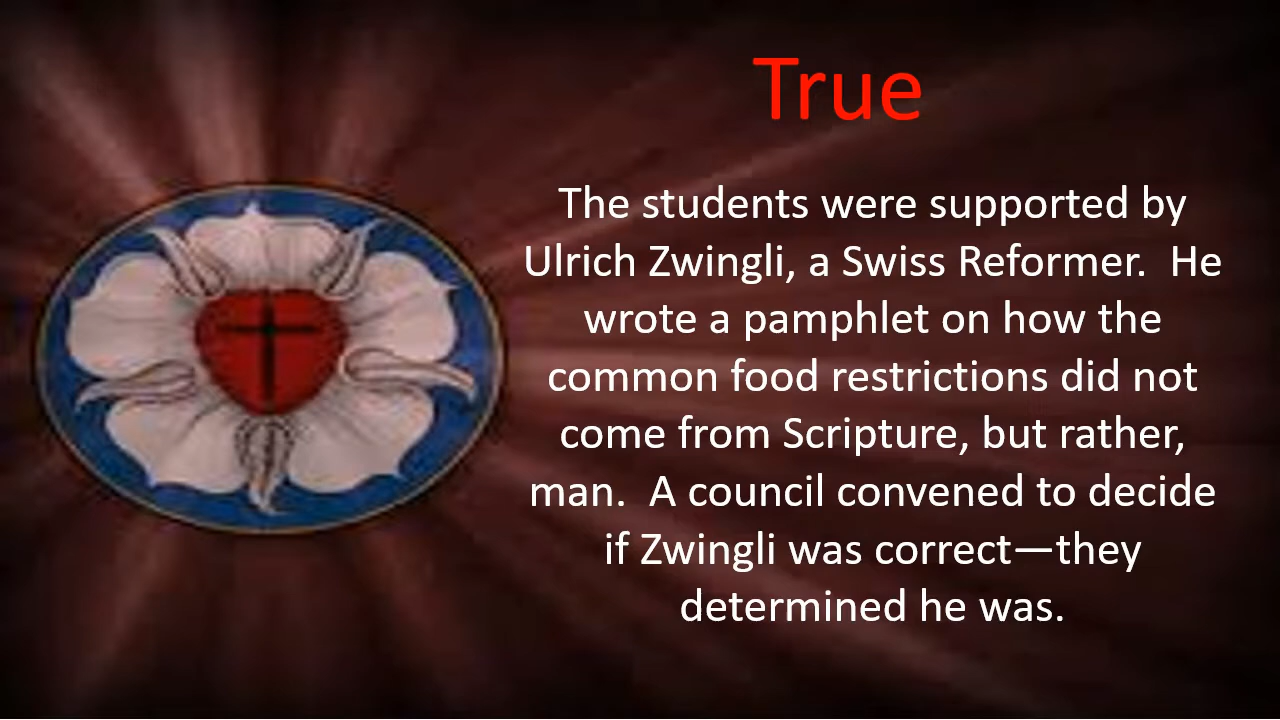 True
The students were supported by
Ulrich Zwingli, a Swiss Reformer.  He
wrote a pamphlet on how the
common food restrictions did not
come from Scripture, but rather,
man.  A council convened to decide
if Zwingli was correct—they
determined he was.